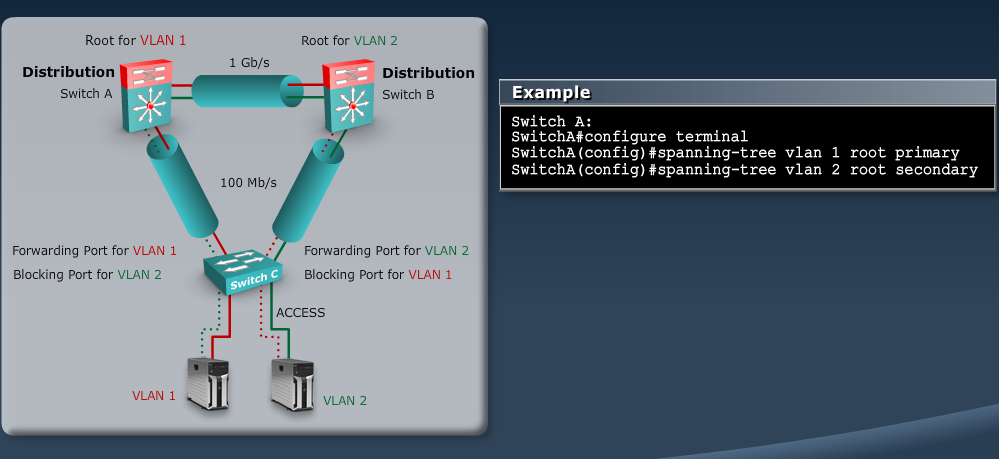 Root for VLAN 1
Root for VLAN 2
1 Gb/s
Distribution
Switch A
Distribution
Switch B
100 Mb/s
Forwarding Port for VLAN 1
Blocking Port for VLAN 2
Forwarding Port for VLAN 2
Blocking Port for VLAN 1
Switch C
ACCESS
VLAN 1
VLAN 2
Example
Switch A:
SwitchA#configure terminal
SwitchA(config)#spanning-tree vlan 1 root primary
SwitchA(config)#spanning-tree vlan 2 root secondary